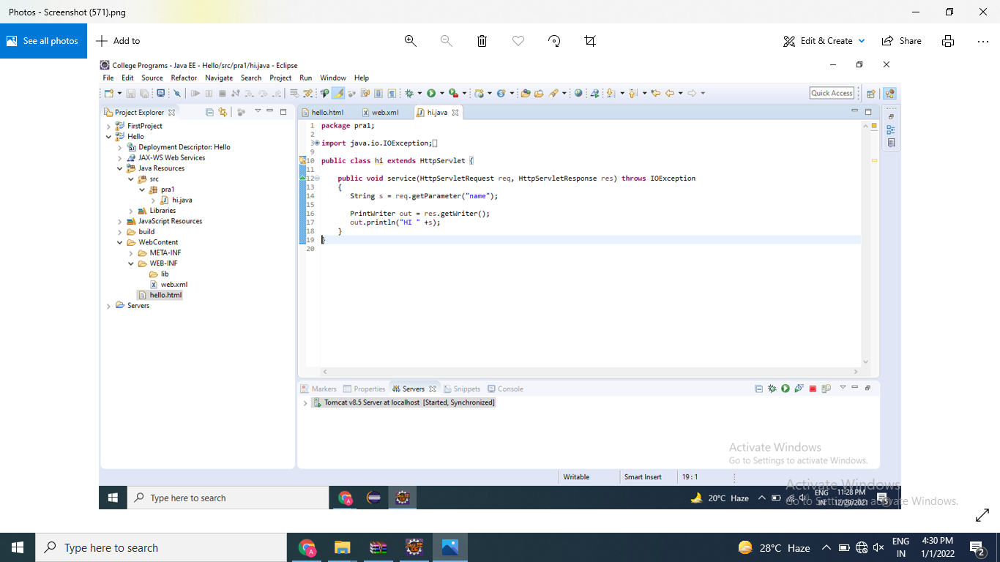 Photos - Screenshot (571).png
See all photos
Add to
Edit & Create
Share
College Programs - Java EE - Hello/src/pra1/hi.java - Eclipse
File Edit Source Refactor Navigate Search Project Run Window Help
Quick Access
Project Explorer
hello.html
web.xml
hi.java
FirstProject
Hello
Deployment Descriptor: Hello
JAX-WS Web Services
Java Resources
src
pra1
hi.java
Libraries
JavaScript Resources
build
WebContent
META-INF
WEB-INF
lib
web.xml
hello.html
Servers
1 package pra1;
2
3 import java.io.IOException;
9
10 public class hi extends HttpServlet {
11
12 public void service(HttpServletRequest req, HttpServletResponse res) throws IOException
13 {
14 String s = req.getParameter("name");
15
16 PrintWriter out = res.getWriter();
17 out.println("HI " +s);
18 }
19 }
20
Markers Properties Servers Snippets Console
Tomcat v8.5 Server at localhost [Started, Synchronized]
Activate Windows
Go to Settings to activate Windows.
Writable Smart Insert 19 : 1
Activate Windows
Go to Settings to activate Windows.
Type here to search
20°C Haze
ENG
IN
11:28 PM
12/29/2021
5
Type here to search
28°C Haze
ENG
IN
4:30 PM
1/1/2022
2